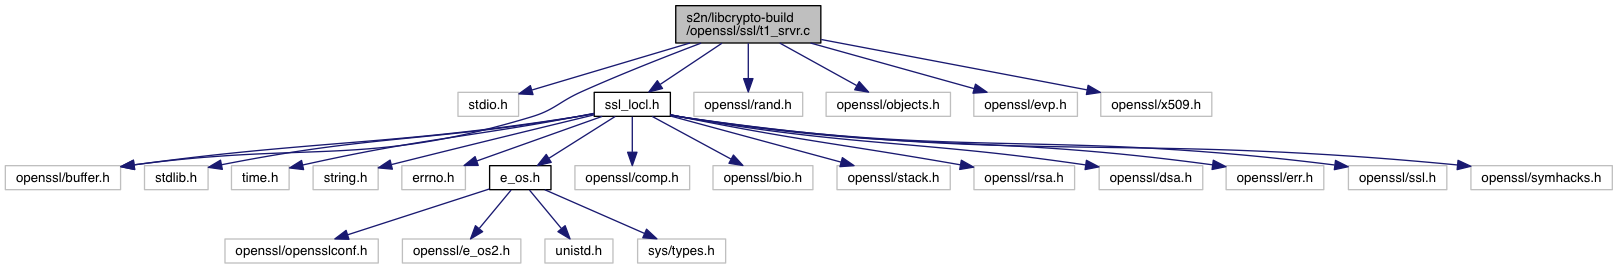 s2n/libcrypto-build
/openssl/ssl/t1_srvr.c
stdio.h
ssl_locl.h
openssl/rand.h
openssl/objects.h
openssl/evp.h
openssl/x509.h
openssl/buffer.h
stdlib.h
time.h
string.h
errno.h
e_os.h
openssl/comp.h
openssl/bio.h
openssl/stack.h
openssl/rsa.h
openssl/dsa.h
openssl/err.h
openssl/ssl.h
openssl/symhacks.h
openssl/opensslconf.h
openssl/e_os2.h
unistd.h
sys/types.h